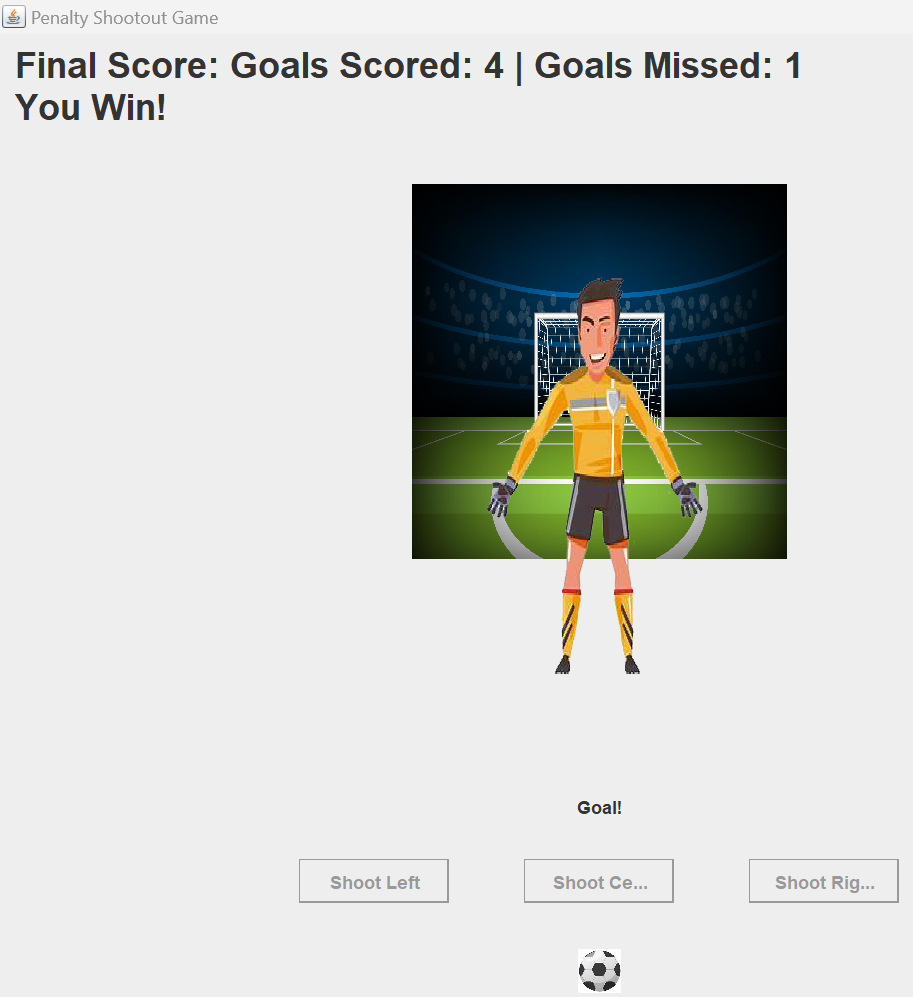 Penalty Shootout Game
Final Score: Goals Scored: 4 | Goals Missed: 1
You Win!
Goal!
Shoot Left
Shoot Ce...
Shoot Rig...